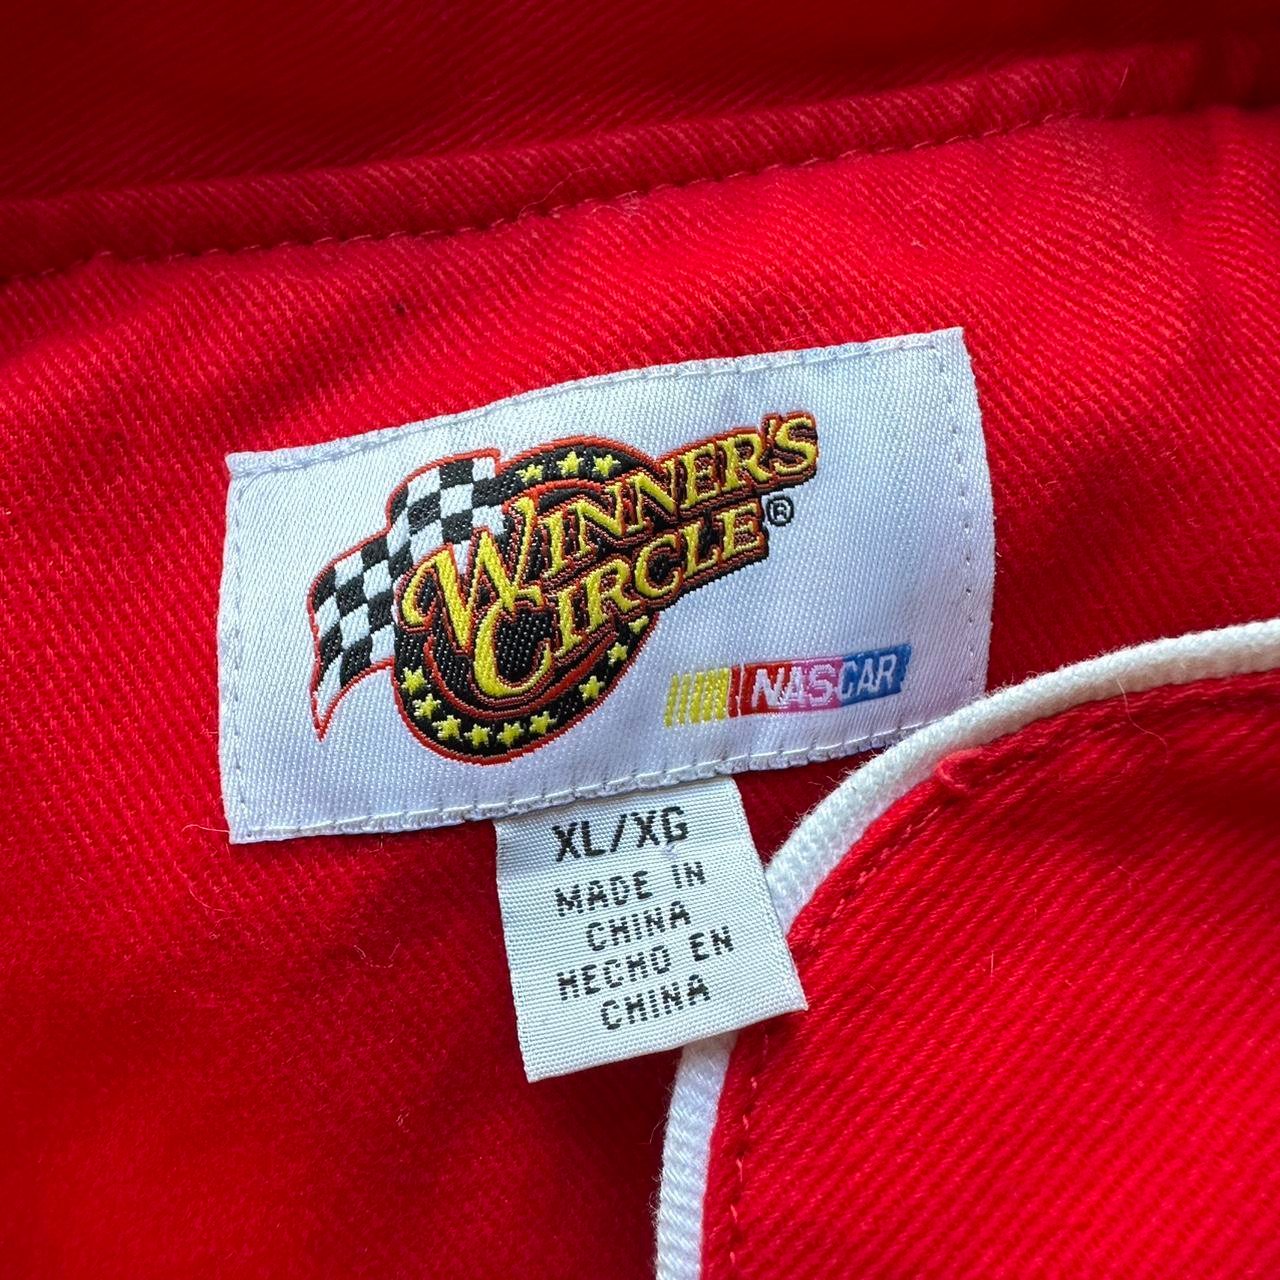 WINNER'S
CIRCLE®
NASCAR
XL/XG
MADE IN
CHINA
HECHO EN
CHINA